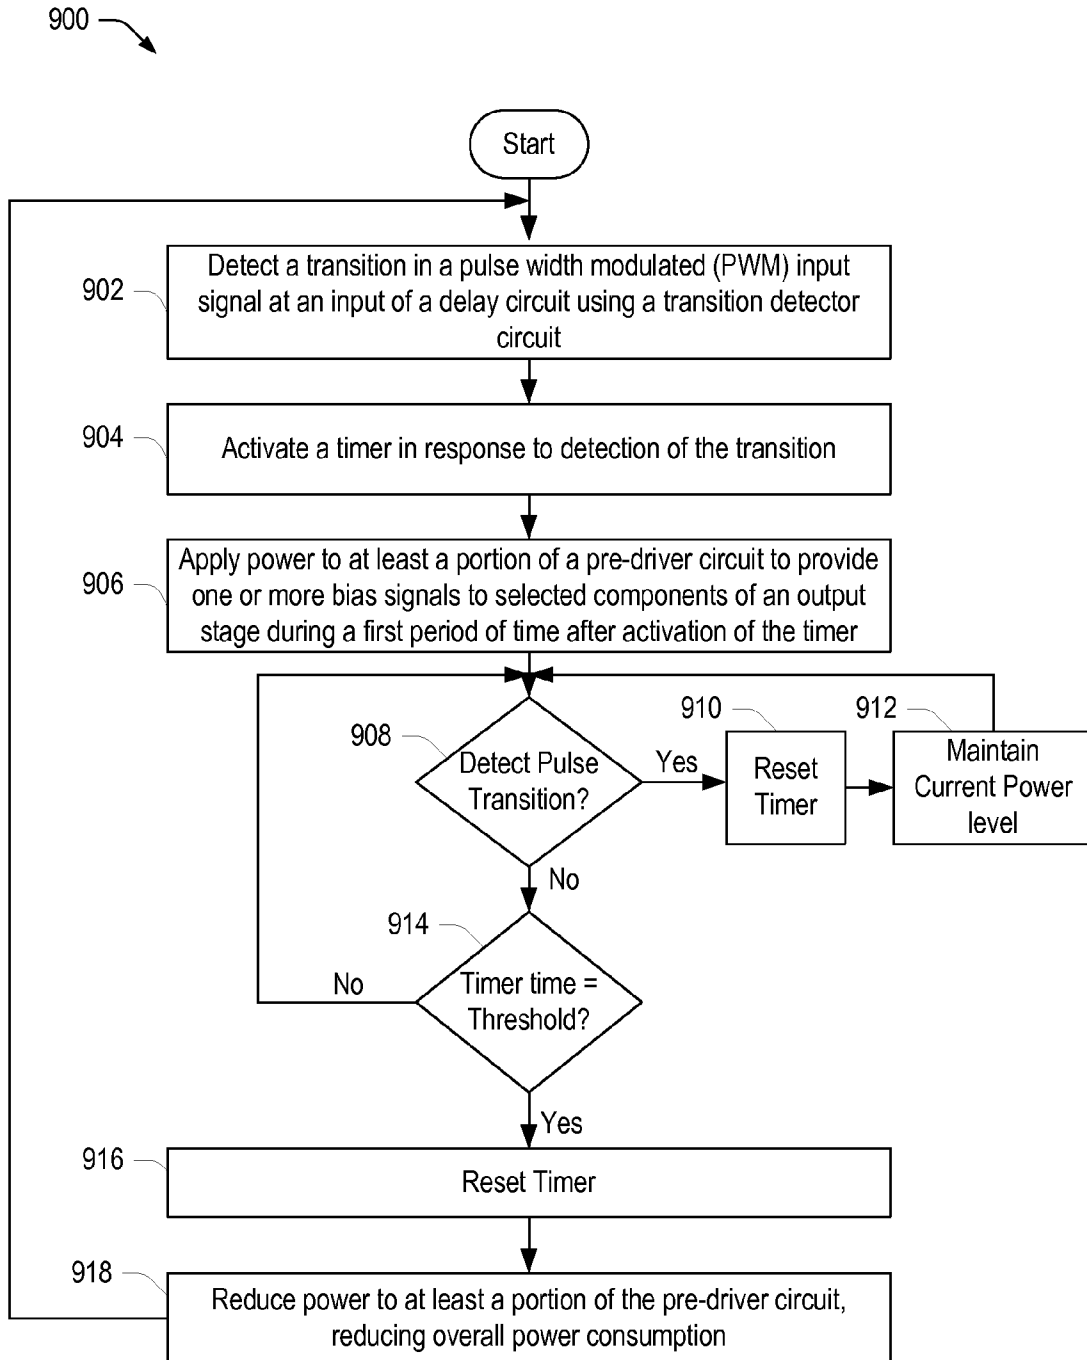 900
Start
902
Detect a transition in a pulse width modulated (PWM) input
signal at an input of a delay circuit using a transition detector
circuit
904
Activate a timer in response to detection of the transition
906
Apply power to at least a portion of a pre-driver circuit to provide
one or more bias signals to selected components of an output
stage during a first period of time after activation of the timer
908
Detect Pulse
Transition?
Yes
910
Reset
Timer
912
Maintain
Current Power
level
No
914
Timer time =
Threshold?
No
Yes
916
Reset Timer
918
Reduce power to at least a portion of the pre-driver circuit,
reducing overall power consumption